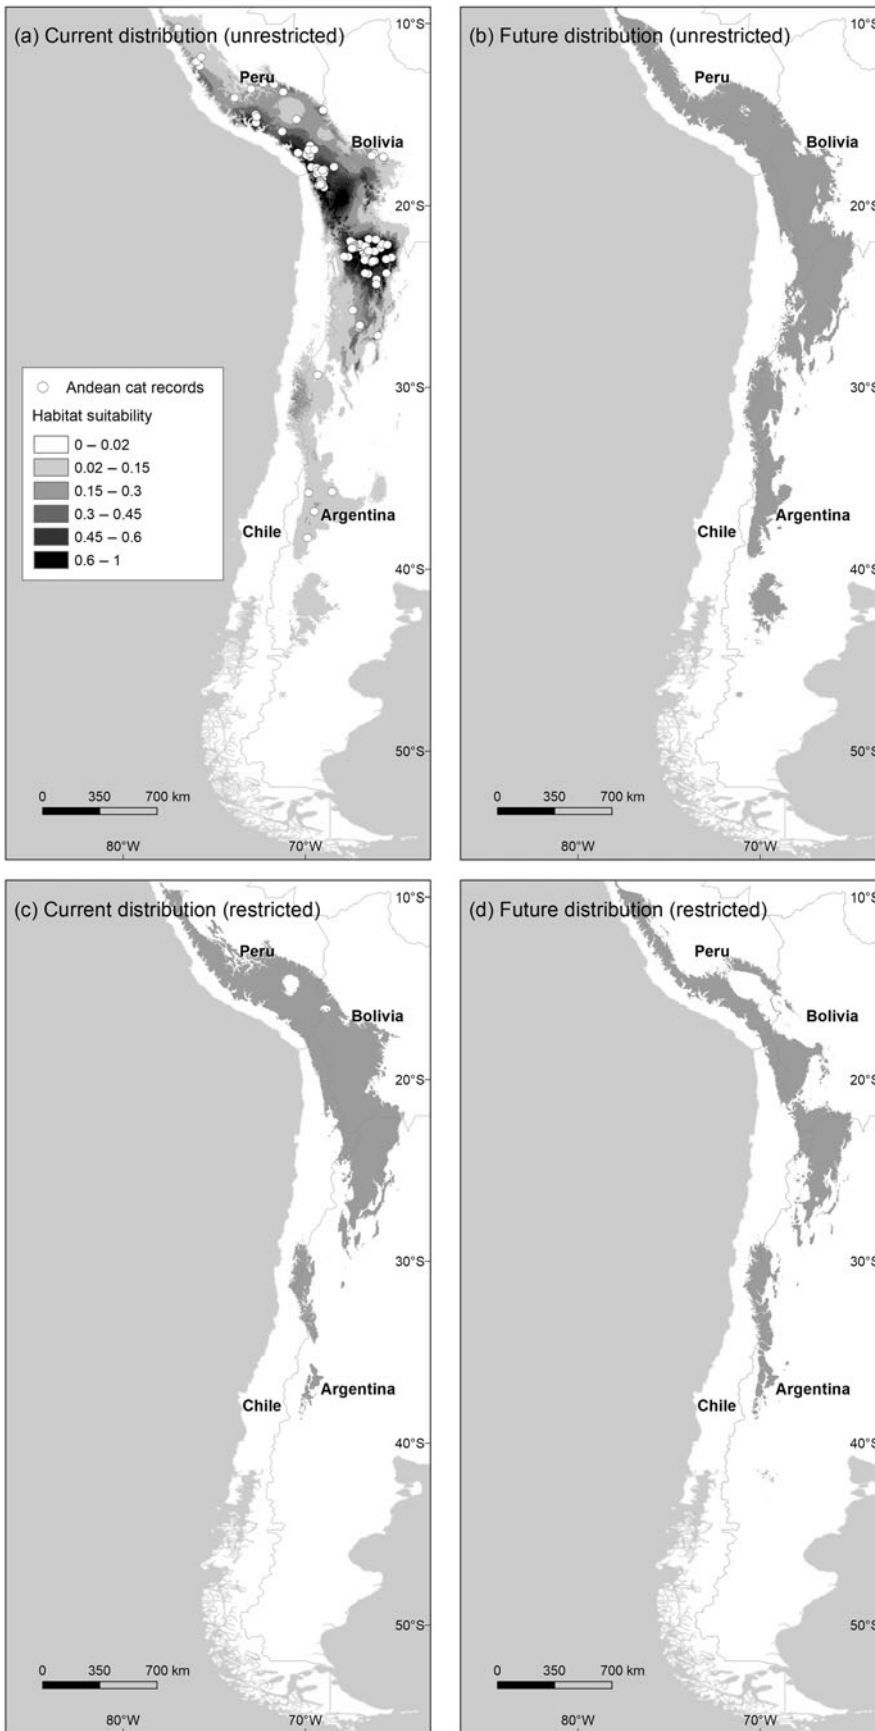 (a) Current distribution (unrestricted)
10°S
Peru
Bolivia
20°S
30°S
Andean cat records
Habitat suitability
0 – 0.02
0.02 – 0.15
0.15 – 0.3
0.3 – 0.45
0.45 – 0.6
0.6 – 1
Chile
Argentina
40°S
50°S
0 350 700 km
80°W 70°W
(b) Future distribution (unrestricted)
10°S
Peru
Bolivia
20°S
30°S
Chile
Argentina
40°S
50°S
0 350 700 km
80°W 70°W
(c) Current distribution (restricted)
10°S
Peru
Bolivia
20°S
30°S
Chile
Argentina
40°S
50°S
0 350 700 km
80°W 70°W
(d) Future distribution (restricted)
10°S
Peru
Bolivia
20°S
30°S
Chile
Argentina
40°S
50°S
0 350 700 km
80°W 70°W